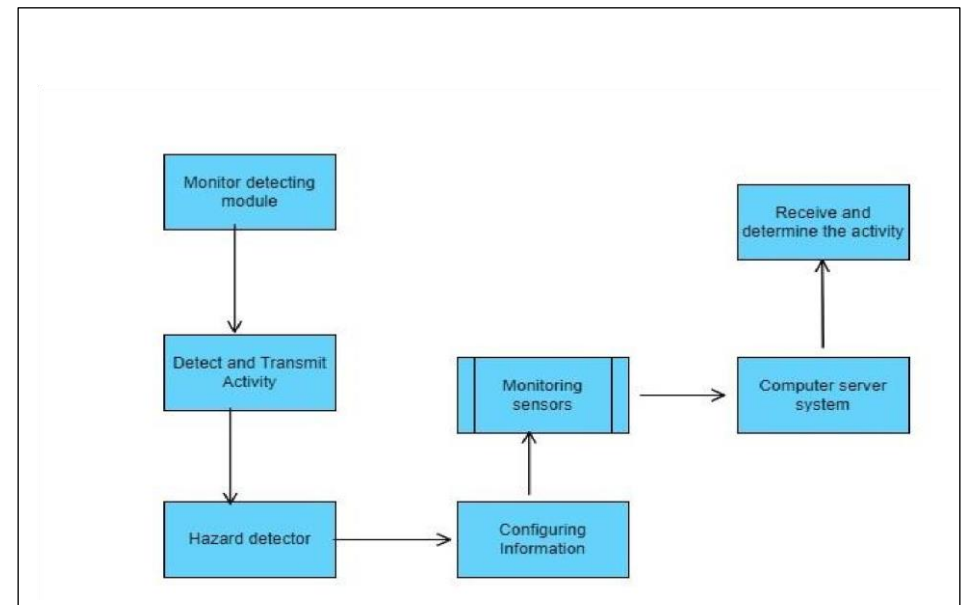 Monitor detecting
module
Detect and Transmit
Activity
Hazard detector
Configuring
Information
Monitoring
sensors
Computer server
system
Receive and
determine the activity